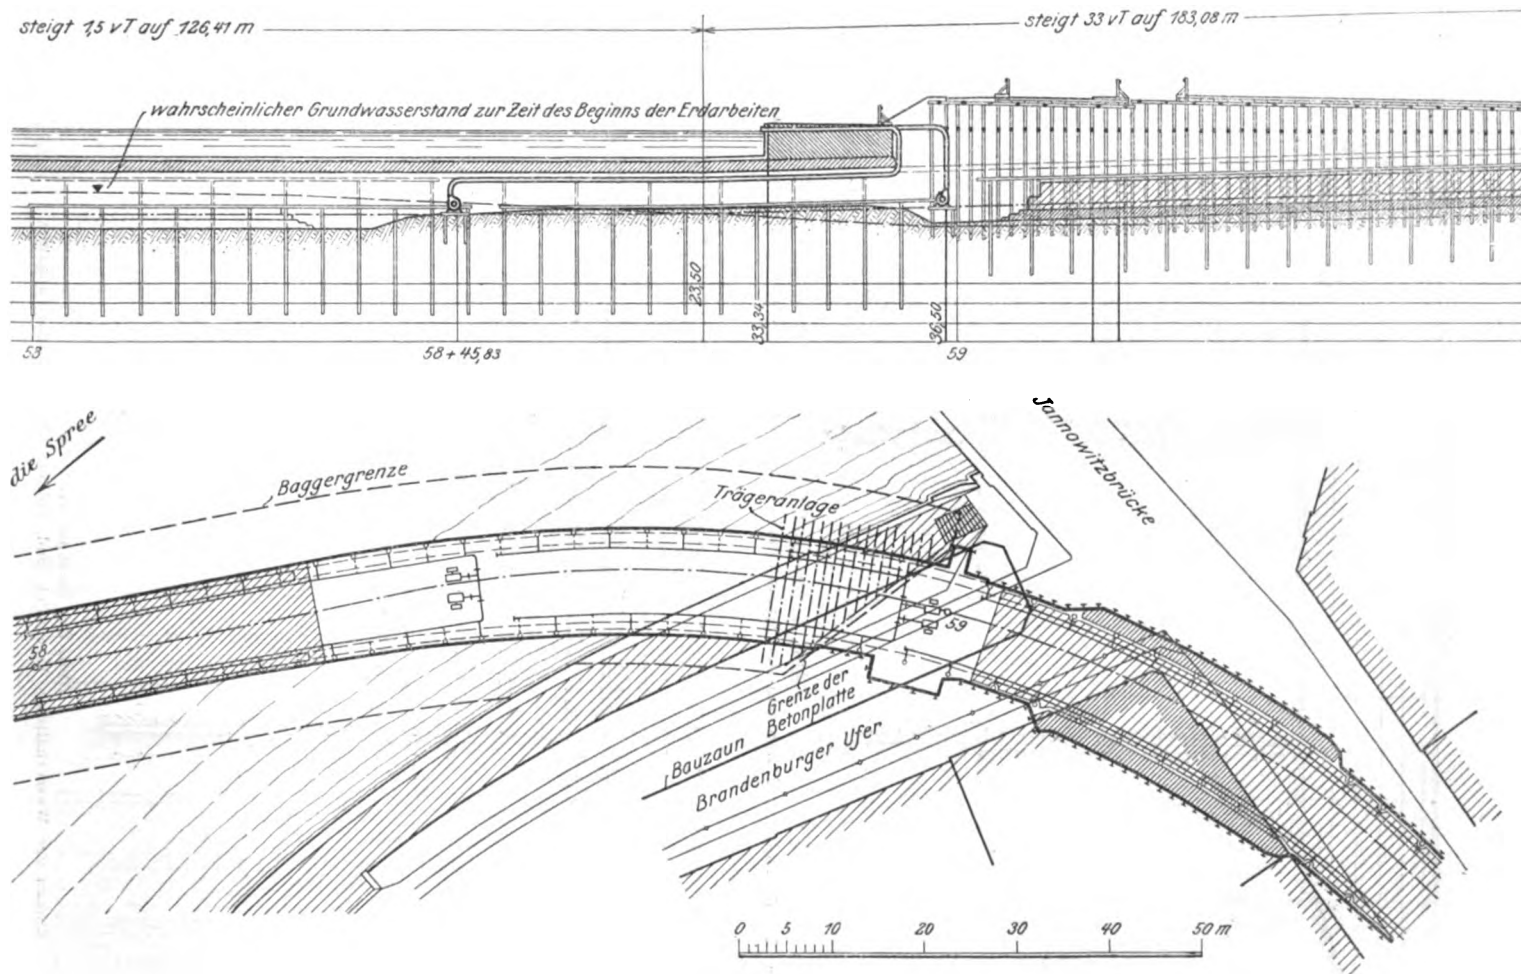 steigt 1,5 vT auf 126,41 m
steigt 33 vT auf 183,08 m
wahrscheinlicher Grundwasserstand zur Zeit des Beginns der Erdarbeiten
23,50
33,34
36,50
53
58 + 45,83
59
die Spree
Baggergrenze
Trägeranlage
Jannowitzbrücke
58
59
Grenze der
Betonplatte
Bauzaun
Brandenburger Ufer
0 5 10 20 30 40 50 m